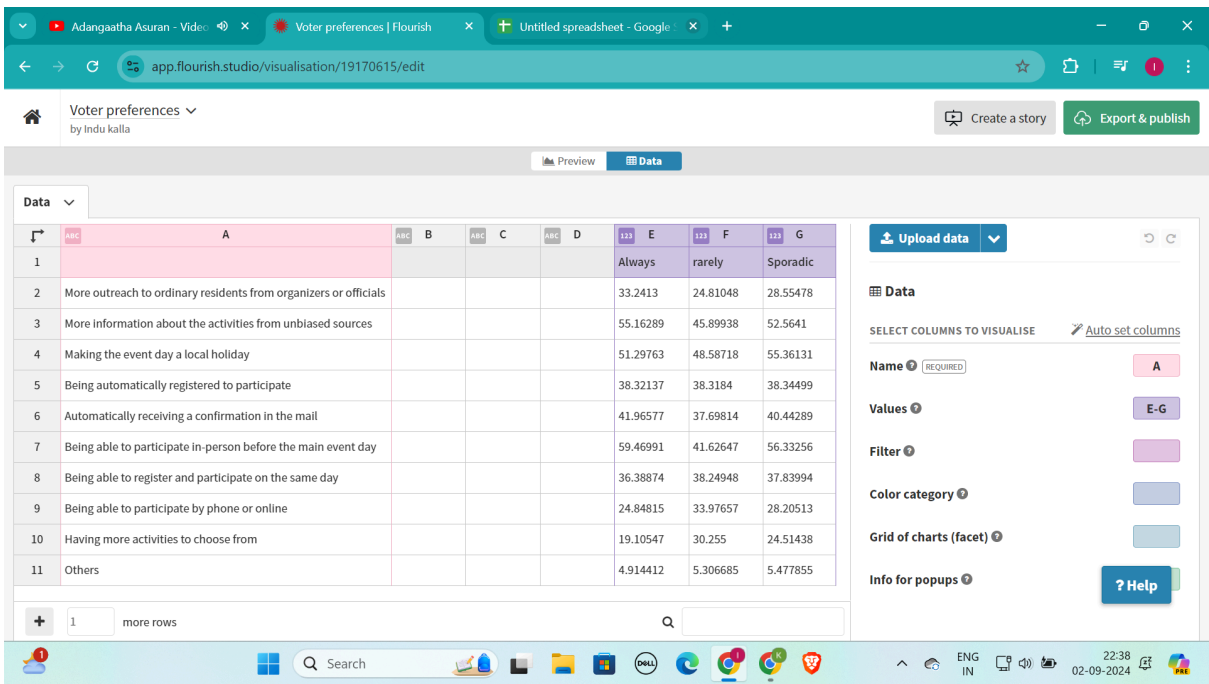 Adangaatha Asuran - Video
Voter preferences | Flourish
Untitled spreadsheet - Google S
app.flourish.studio/visualisation/19170615/edit
I
Voter preferences
by Indu kalla
Create a story
Export & publish
Preview
Data
Data
ABC A ABC B ABC C ABC D 123 E 123 F 123 G
1 Always rarely Sporadic
2 More outreach to ordinary residents from organizers or officials 33.2413 24.81048 28.55478
3 More information about the activities from unbiased sources 55.16289 45.89938 52.5641
4 Making the event day a local holiday 51.29763 48.58718 55.36131
5 Being automatically registered to participate 38.32137 38.3184 38.34499
6 Automatically receiving a confirmation in the mail 41.96577 37.69814 40.44289
7 Being able to participate in-person before the main event day 59.46991 41.62647 56.33256
8 Being able to register and participate on the same day 36.38874 38.24948 37.83994
9 Being able to participate by phone or online 24.84815 33.97657 28.20513
10 Having more activities to choose from 19.10547 30.255 24.51438
11 Others 4.914412 5.306685 5.477855
1 more rows
Upload data
Data
SELECT COLUMNS TO VISUALISE Auto set columns
Name ? REQUIRED A
Values ? E-G
Filter ?
Color category ?
Grid of charts (facet) ?
Info for popups ?
? Help
1
Search
DELL
I
K
ENG
IN
22:38
02-09-2024
PRE